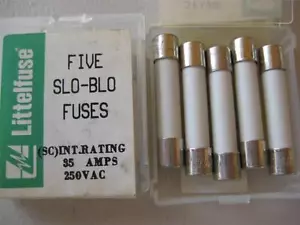 Littelfuse
FIVE
SLO-BLO
FUSES
(SC)INT.RATING
35 AMPS
250VAC